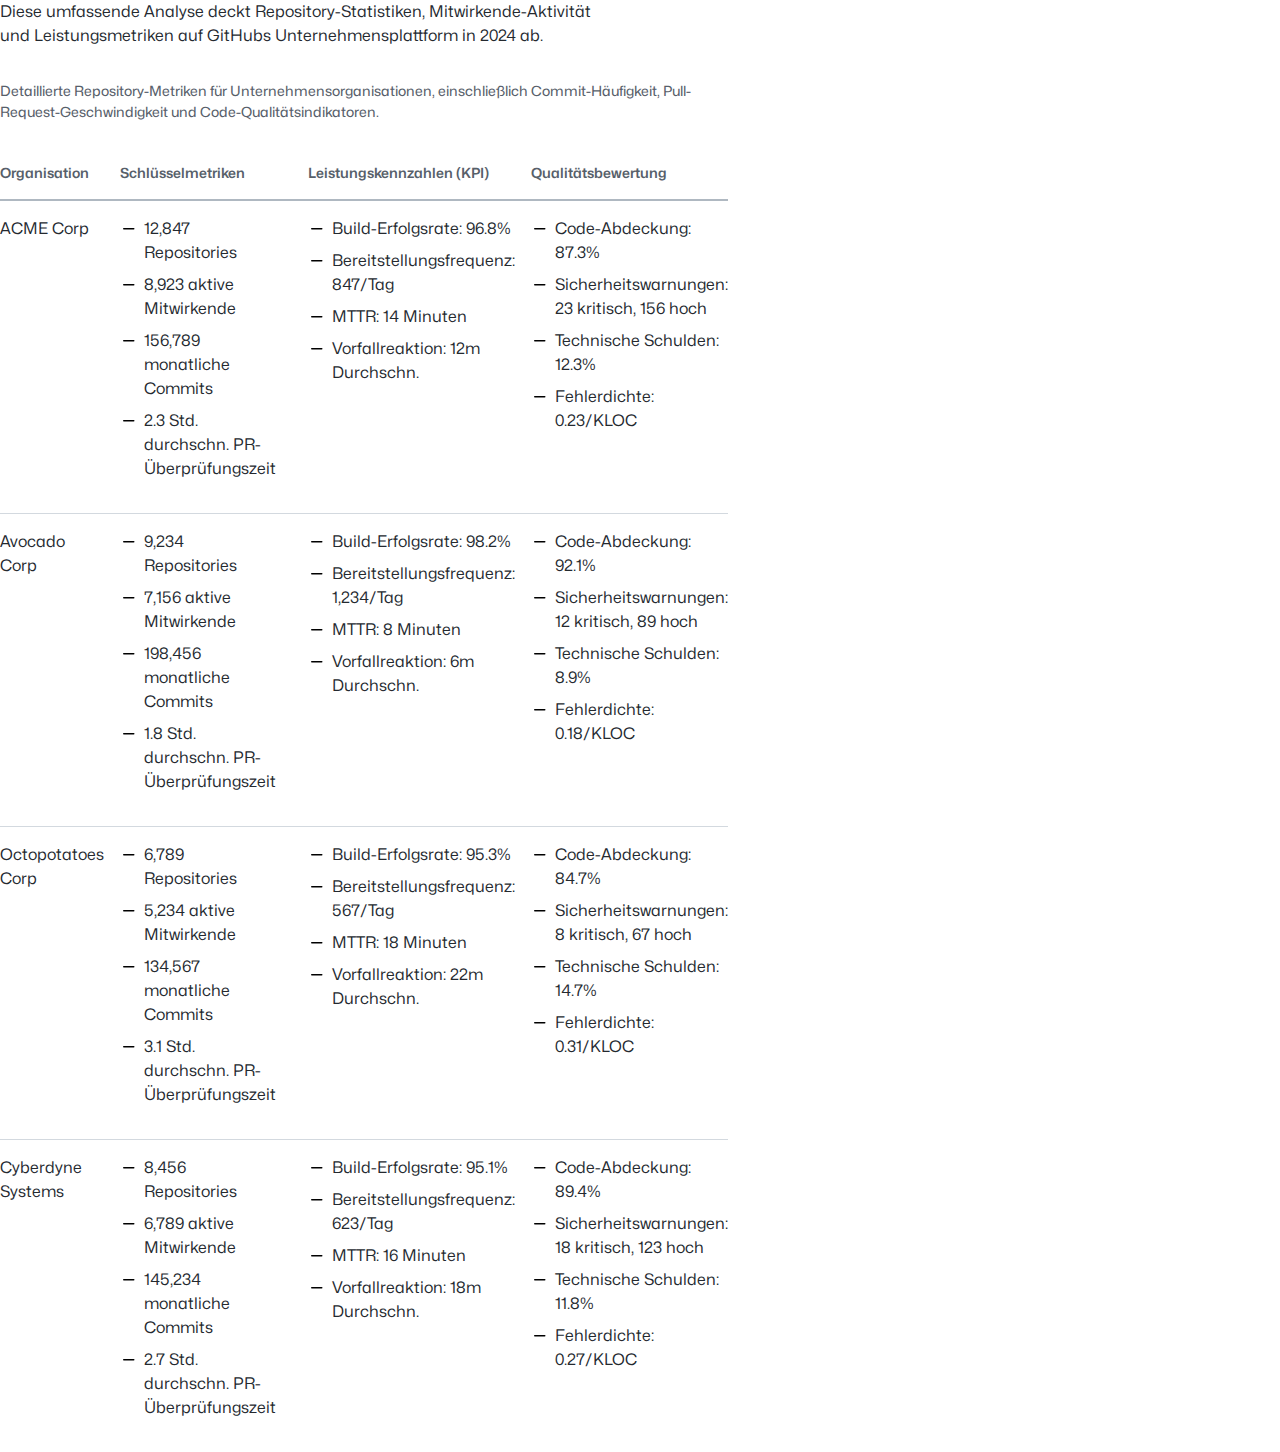 Diese umfassende Analyse deckt Repository-Statistiken, Mitwirkende-Aktivität
und Leistungsmetriken auf GitHubs Unternehmensplattform in 2024 ab.
Detaillierte Repository-Metriken für Unternehmensorganisationen, einschließlich Commit-Häufigkeit, Pull-
Request-Geschwindigkeit und Code-Qualitätsindikatoren.
Organisation
Schlüsselmetriken
Leistungskennzahlen (KPI)
Qualitätsbewertung
ACME Corp
— 12,847
Repositories
— 8,923 aktive
Mitwirkende
— 156,789
monatliche
Commits
— 2.3 Std.
durchschn. PR-
Überprüfungszeit
— Build-Erfolgsrate: 96.8%
— Bereitstellungsfrequenz:
847/Tag
— MTTR: 14 Minuten
— Vorfallreaktion: 12m
Durchschn.
— Code-Abdeckung:
87.3%
— Sicherheitswarnungen:
23 kritisch, 156 hoch
— Technische Schulden:
12.3%
— Fehlerdichte:
0.23/KLOC
Avocado
Corp
— 9,234
Repositories
— 7,156 aktive
Mitwirkende
— 198,456
monatliche
Commits
— 1.8 Std.
durchschn. PR-
Überprüfungszeit
— Build-Erfolgsrate: 98.2%
— Bereitstellungsfrequenz:
1,234/Tag
— MTTR: 8 Minuten
— Vorfallreaktion: 6m
Durchschn.
— Code-Abdeckung:
92.1%
— Sicherheitswarnungen:
12 kritisch, 89 hoch
— Technische Schulden:
8.9%
— Fehlerdichte:
0.18/KLOC
Octopotatoes
Corp
— 6,789
Repositories
— 5,234 aktive
Mitwirkende
— 134,567
monatliche
Commits
— 3.1 Std.
durchschn. PR-
Überprüfungszeit
— Build-Erfolgsrate: 95.3%
— Bereitstellungsfrequenz:
567/Tag
— MTTR: 18 Minuten
— Vorfallreaktion: 22m
Durchschn.
— Code-Abdeckung:
84.7%
— Sicherheitswarnungen:
8 kritisch, 67 hoch
— Technische Schulden:
14.7%
— Fehlerdichte:
0.31/KLOC
Cyberdyne
Systems
— 8,456
Repositories
— 6,789 aktive
Mitwirkende
— 145,234
monatliche
Commits
— 2.7 Std.
durchschn. PR-
Überprüfungszeit
— Build-Erfolgsrate: 95.1%
— Bereitstellungsfrequenz:
623/Tag
— MTTR: 16 Minuten
— Vorfallreaktion: 18m
Durchschn.
— Code-Abdeckung:
89.4%
— Sicherheitswarnungen:
18 kritisch, 123 hoch
— Technische Schulden:
11.8%
— Fehlerdichte:
0.27/KLOC